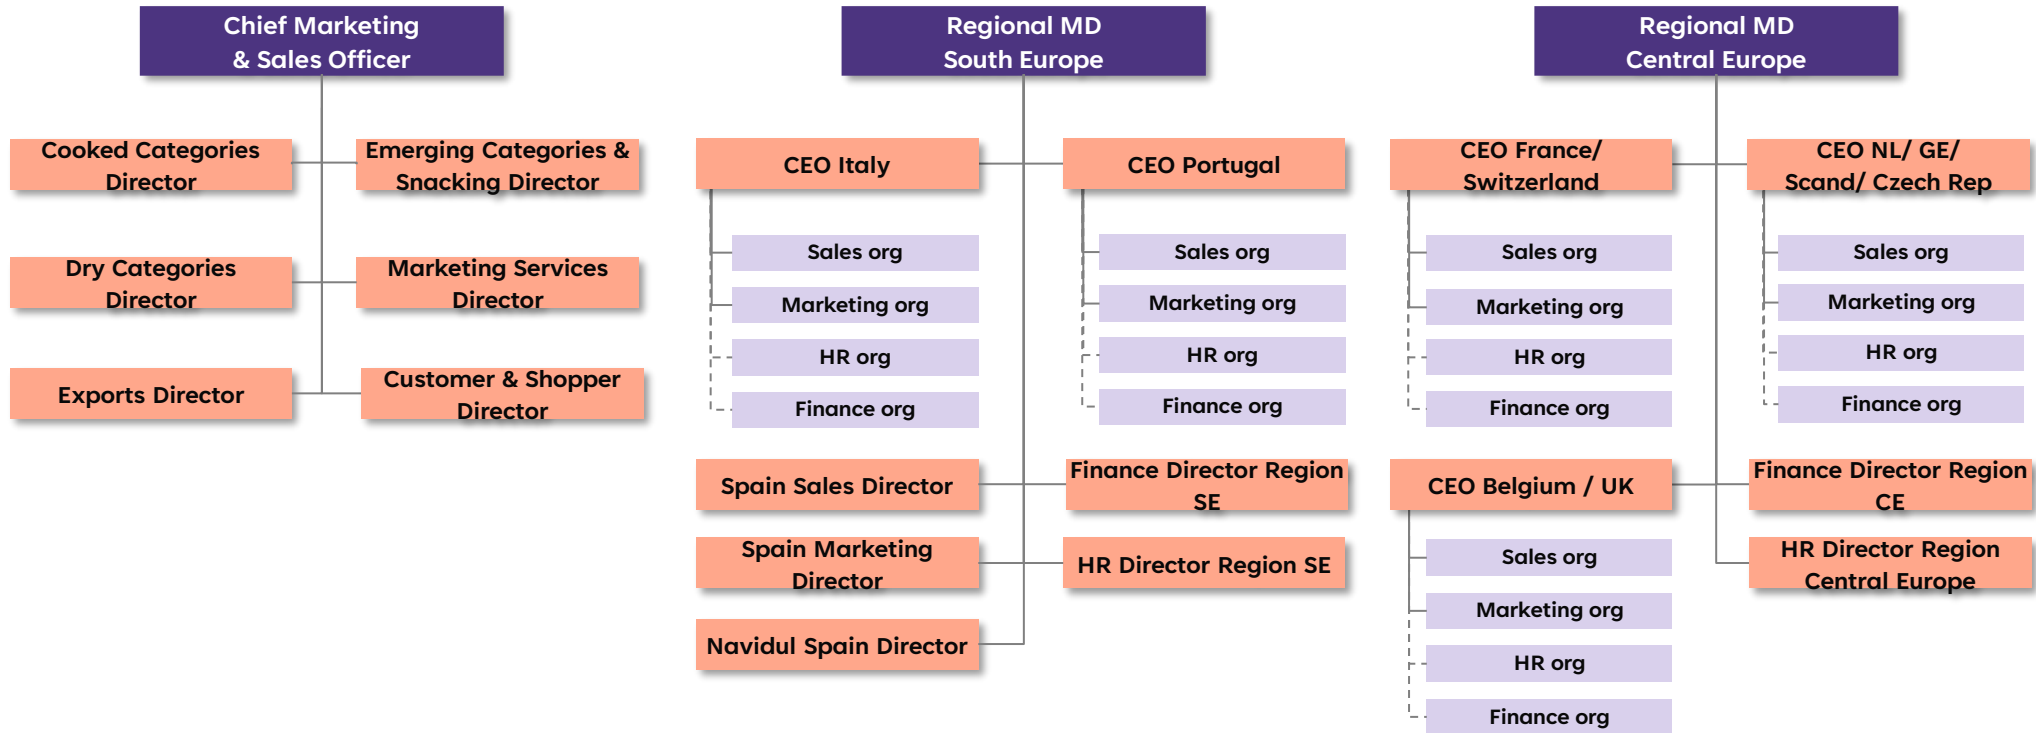 Chief Marketing
& Sales Officer
Cooked Categories
Director
Emerging Categories &
Snacking Director
Dry Categories
Director
Marketing Services
Director
Exports Director
Customer & Shopper
Director
Regional MD
South Europe
CEO Italy
Sales org
Marketing org
HR org
Finance org
CEO Portugal
Sales org
Marketing org
HR org
Finance org
Spain Sales Director
Finance Director Region
SE
Spain Marketing
Director
HR Director Region SE
Navidul Spain Director
Regional MD
Central Europe
CEO France/
Switzerland
Sales org
Marketing org
HR org
Finance org
CEO NL/ GE/
Scand/ Czech Rep
Sales org
Marketing org
HR org
Finance org
CEO Belgium / UK
Sales org
Marketing org
HR org
Finance org
Finance Director Region
CE
HR Director Region
Central Europe